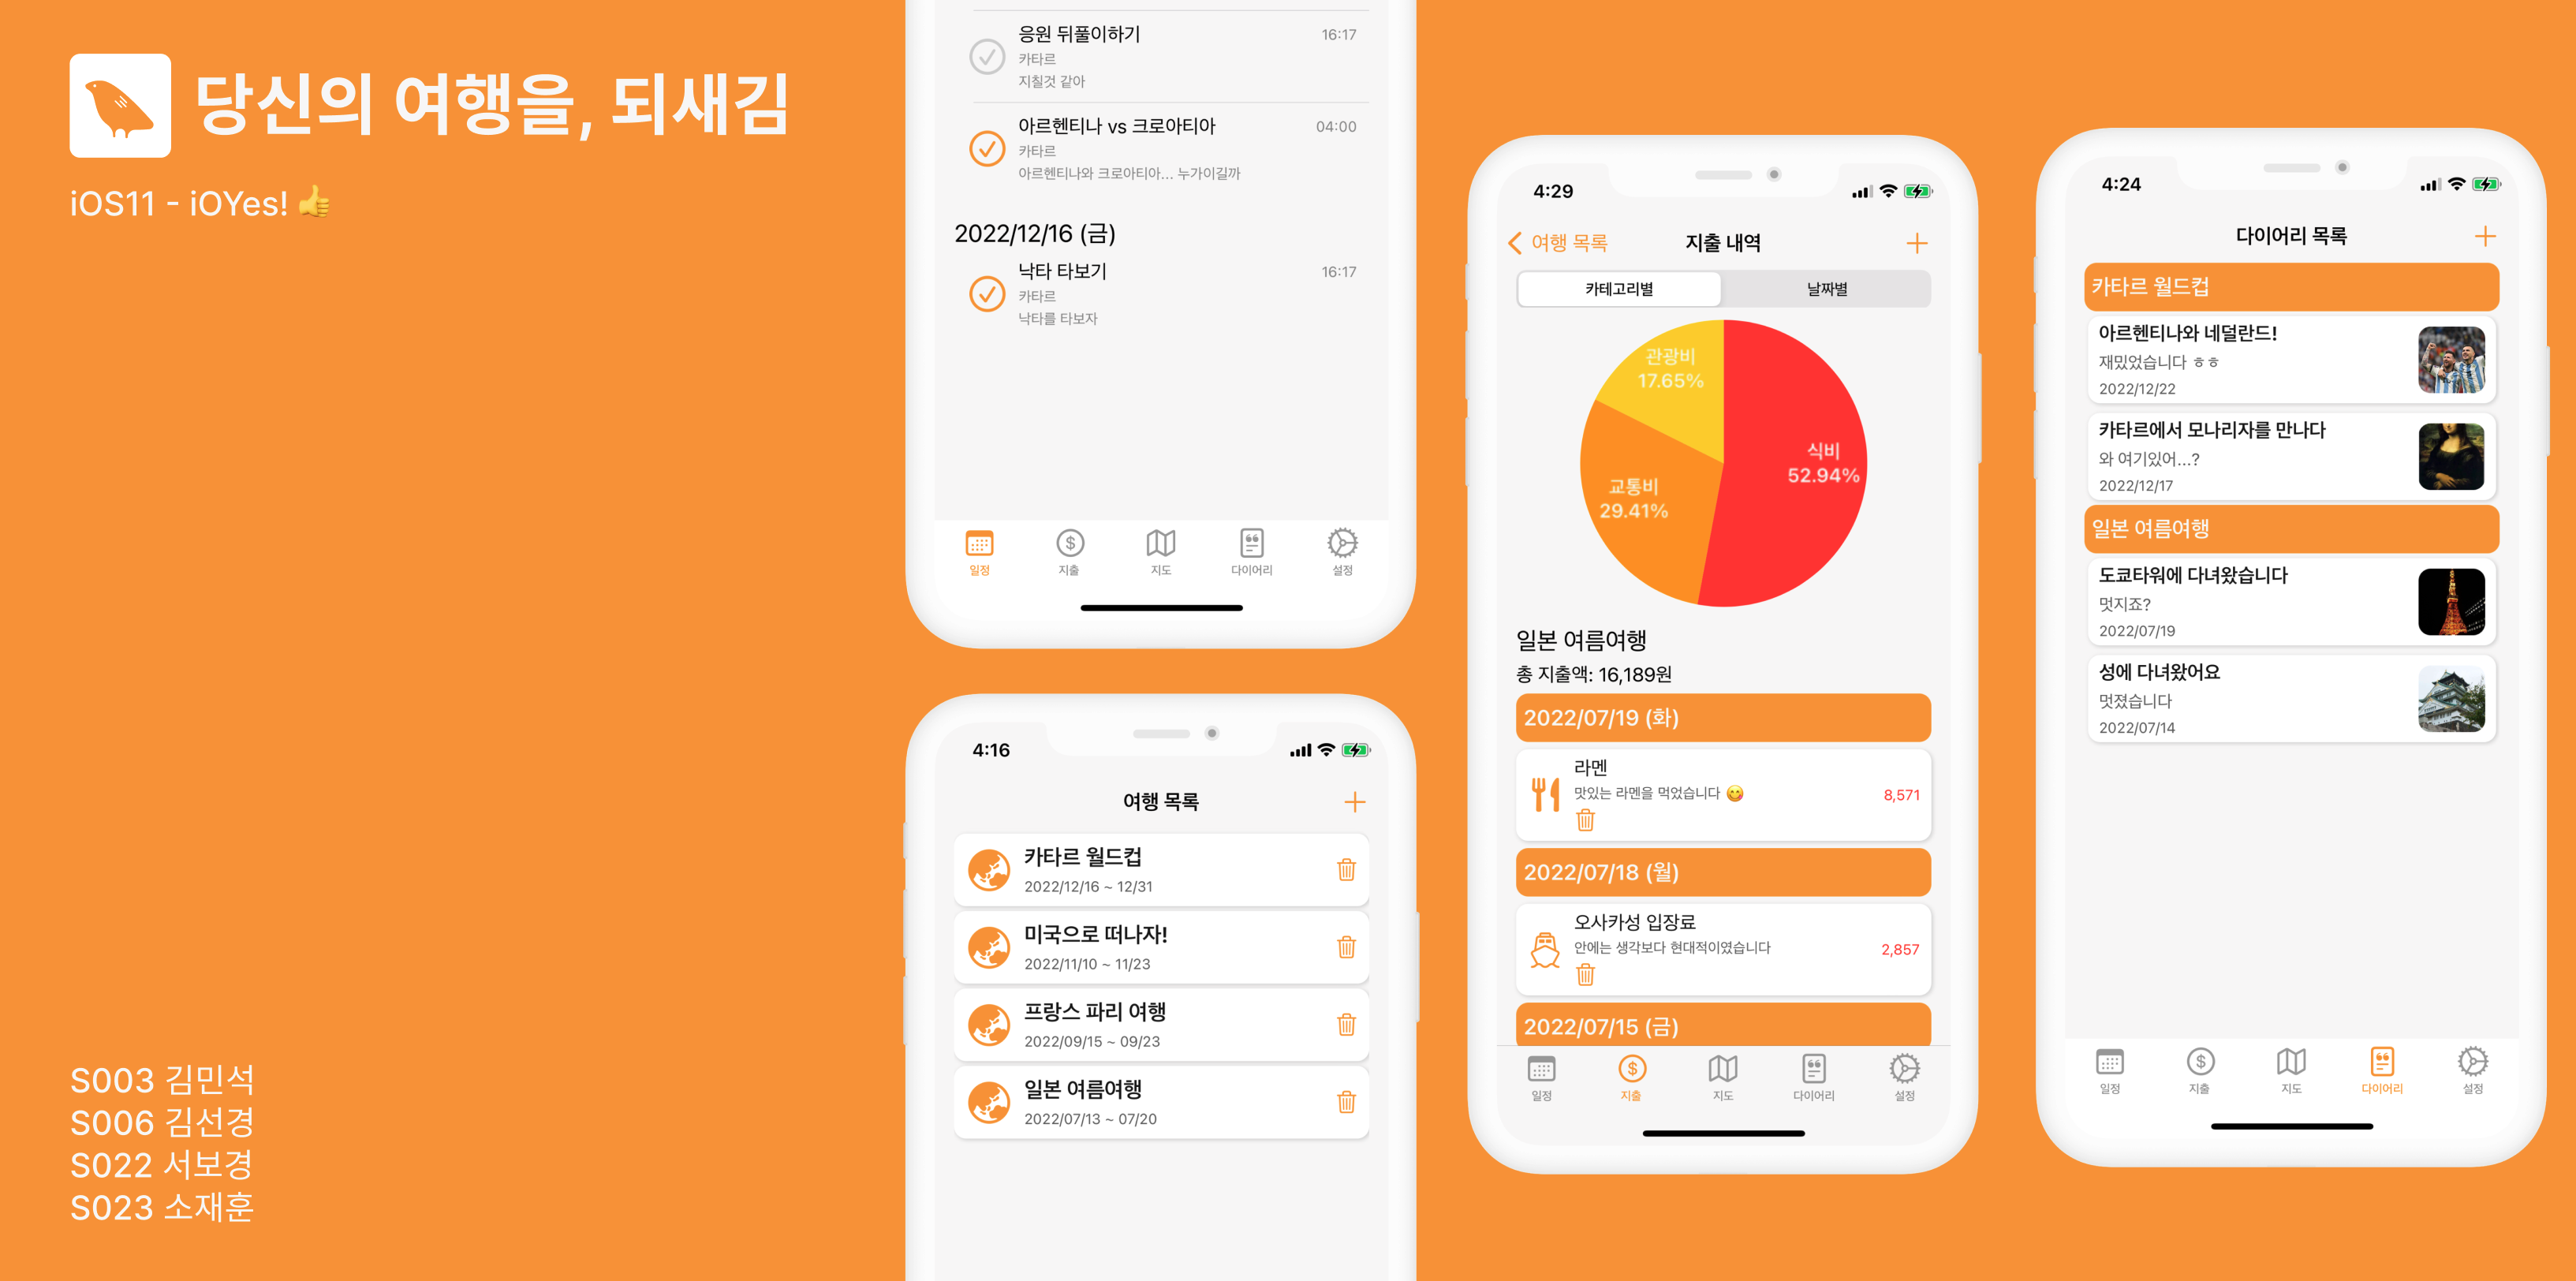 당신의 여행을, 되새김
iOS11 - iOYes! 👍
S003 김민석
S006 김선경
S022 서보경
S023 소재훈
응원 뒤풀이하기
16:17
카타르
지칠것 같아
아르헨티나 vs 크로아티아
04:00
카타르
아르헨티나와 크로아티아... 누가이길까
2022/12/16 (금)
낙타 타보기
16:17
카타르
낙타를 타보자
일정
지출
지도
다이어리
설정
4:16
여행 목록
카타르 월드컵
2022/12/16 ~ 12/31
미국으로 떠나자!
2022/11/10 ~ 11/23
프랑스 파리 여행
2022/09/15 ~ 09/23
일본 여름여행
2022/07/13 ~ 07/20
4:29
여행 목록
지출 내역
카테고리별
날짜별
관광비
17.65%
식비
52.94%
교통비
29.41%
일본 여름여행
총 지출액: 16,189원
2022/07/19 (화)
라멘
맛있는 라멘을 먹었습니다 😋
8,571
2022/07/18 (월)
오사카성 입장료
안에는 생각보다 현대적이였습니다
2,857
2022/07/15 (금)
일정
지출
지도
다이어리
설정
4:24
다이어리 목록
카타르 월드컵
아르헨티나와 네덜란드!
재밌었습니다 ㅎㅎ
2022/12/22
카타르에서 모나리자를 만나다
와 여기있어...?
2022/12/17
일본 여름여행
도쿄타워에 다녀왔습니다
멋지죠?
2022/07/19
성에 다녀왔어요
멋졌습니다
2022/07/14
일정
지출
지도
다이어리
설정